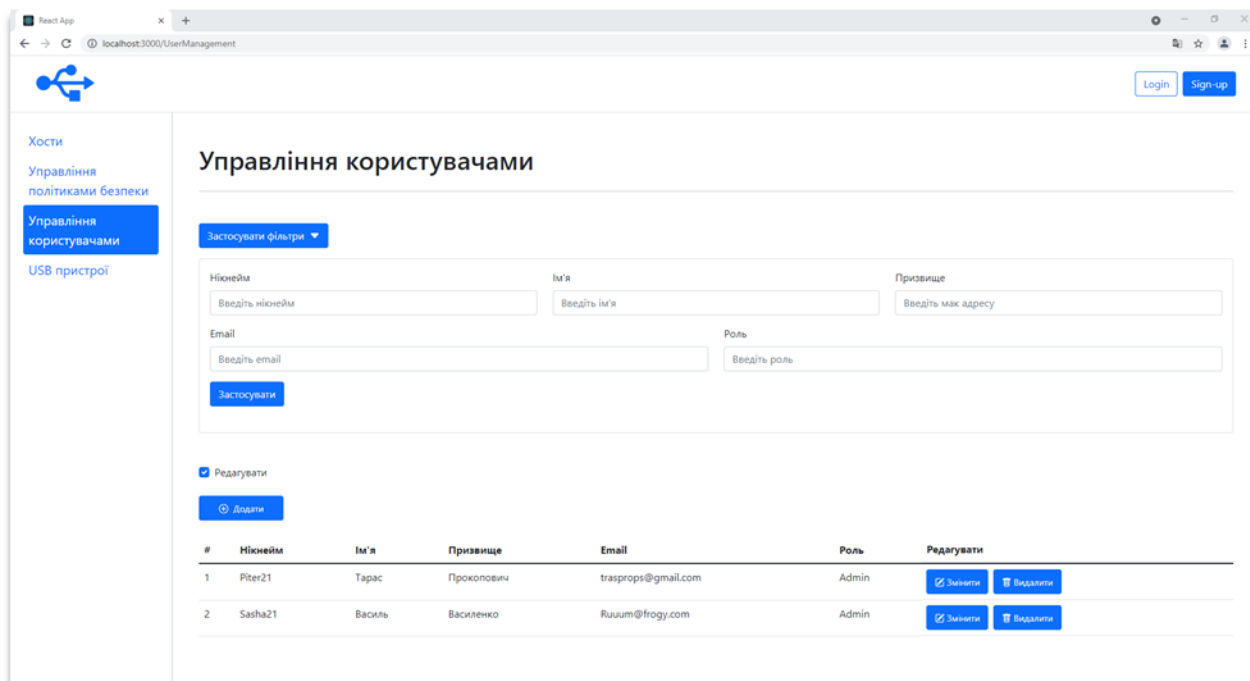 React App
localhost:3000/UserManagement
Login Sign-up
Хости
Управління
політиками безпеки
Управління
користувачами
USB пристрої
Управління користувачами
Застосувати фільтри
Нікнейм Ім'я Призвище
Введіть нікнейм Введіть ім'я Введіть мак адресу
Email Роль
Введіть email Введіть роль
Застосувати
Редагувати
Додати
# Нікнейм Ім'я Призвище Email Роль Редагувати
1 Piter21 Тарас Прокопович trasprops@gmail.com Admin Змінити Видалити
2 Sasha21 Василь Василенко Ruuum@frogy.com Admin Змінити Видалити